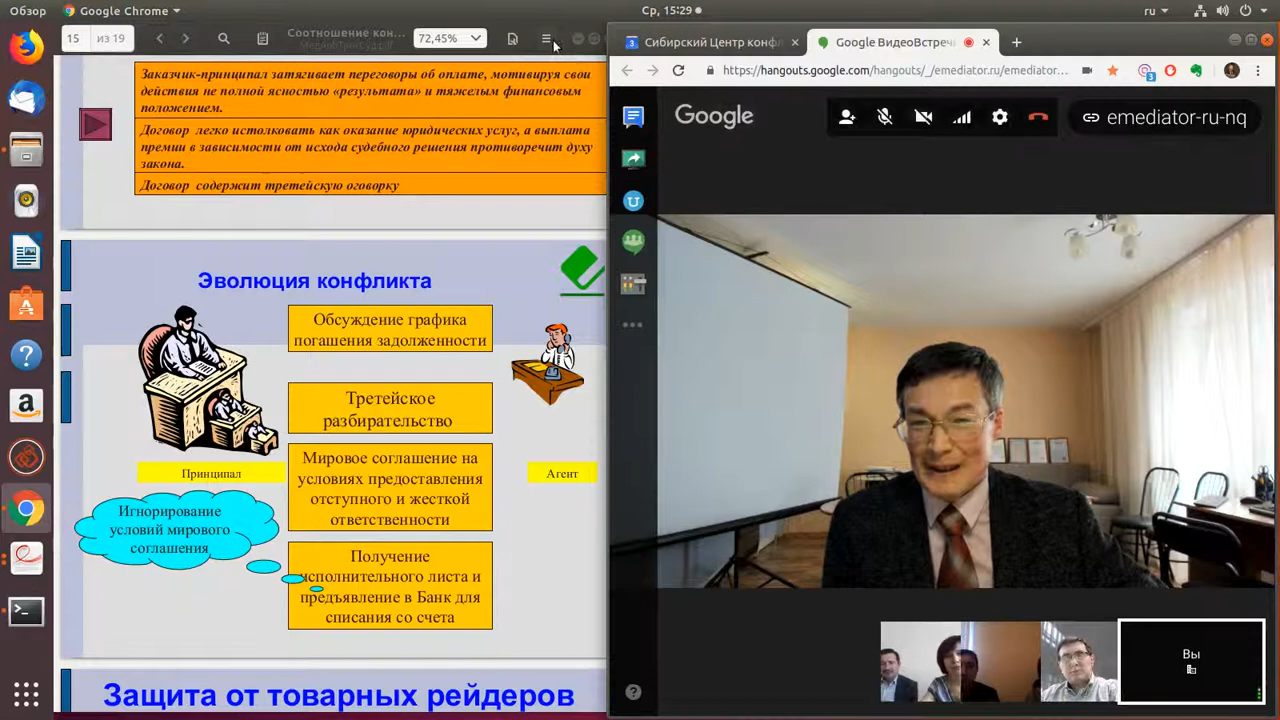 Обзор
Google Chrome
Ср, 15:29
ru
15
из 19
Соотношение кон...
72,45%
Заказчик-принципал затягивает переговоры об оплате, мотивируя свои
действия не полной ясностью «результата» и тяжелым финансовым
положением.
Договор легко истолковать как оказание юридических услуг, а выплата
премии в зависимости от исхода судебного решения противоречит духу
закона.
Договор содержит третейскую оговорку
Эволюция конфликта
Обсуждение графика
погашения задолженности
Третейское
разбирательство
Мировое соглашение на
условиях предоставления
отступного и жесткой
ответственности
Получение
исполнительного листа и
предъявление в Банк для
списания со счета
Принципал
Агент
Игнорирование
условий мирового
соглашения
Защита от товарных рейдеров
Сибирский Центр конфл
Google ВидеоВстреч
https://hangouts.google.com/hangouts/_/emediator.ru/emediator...
3
Google
emediator-ru-nq
Вы